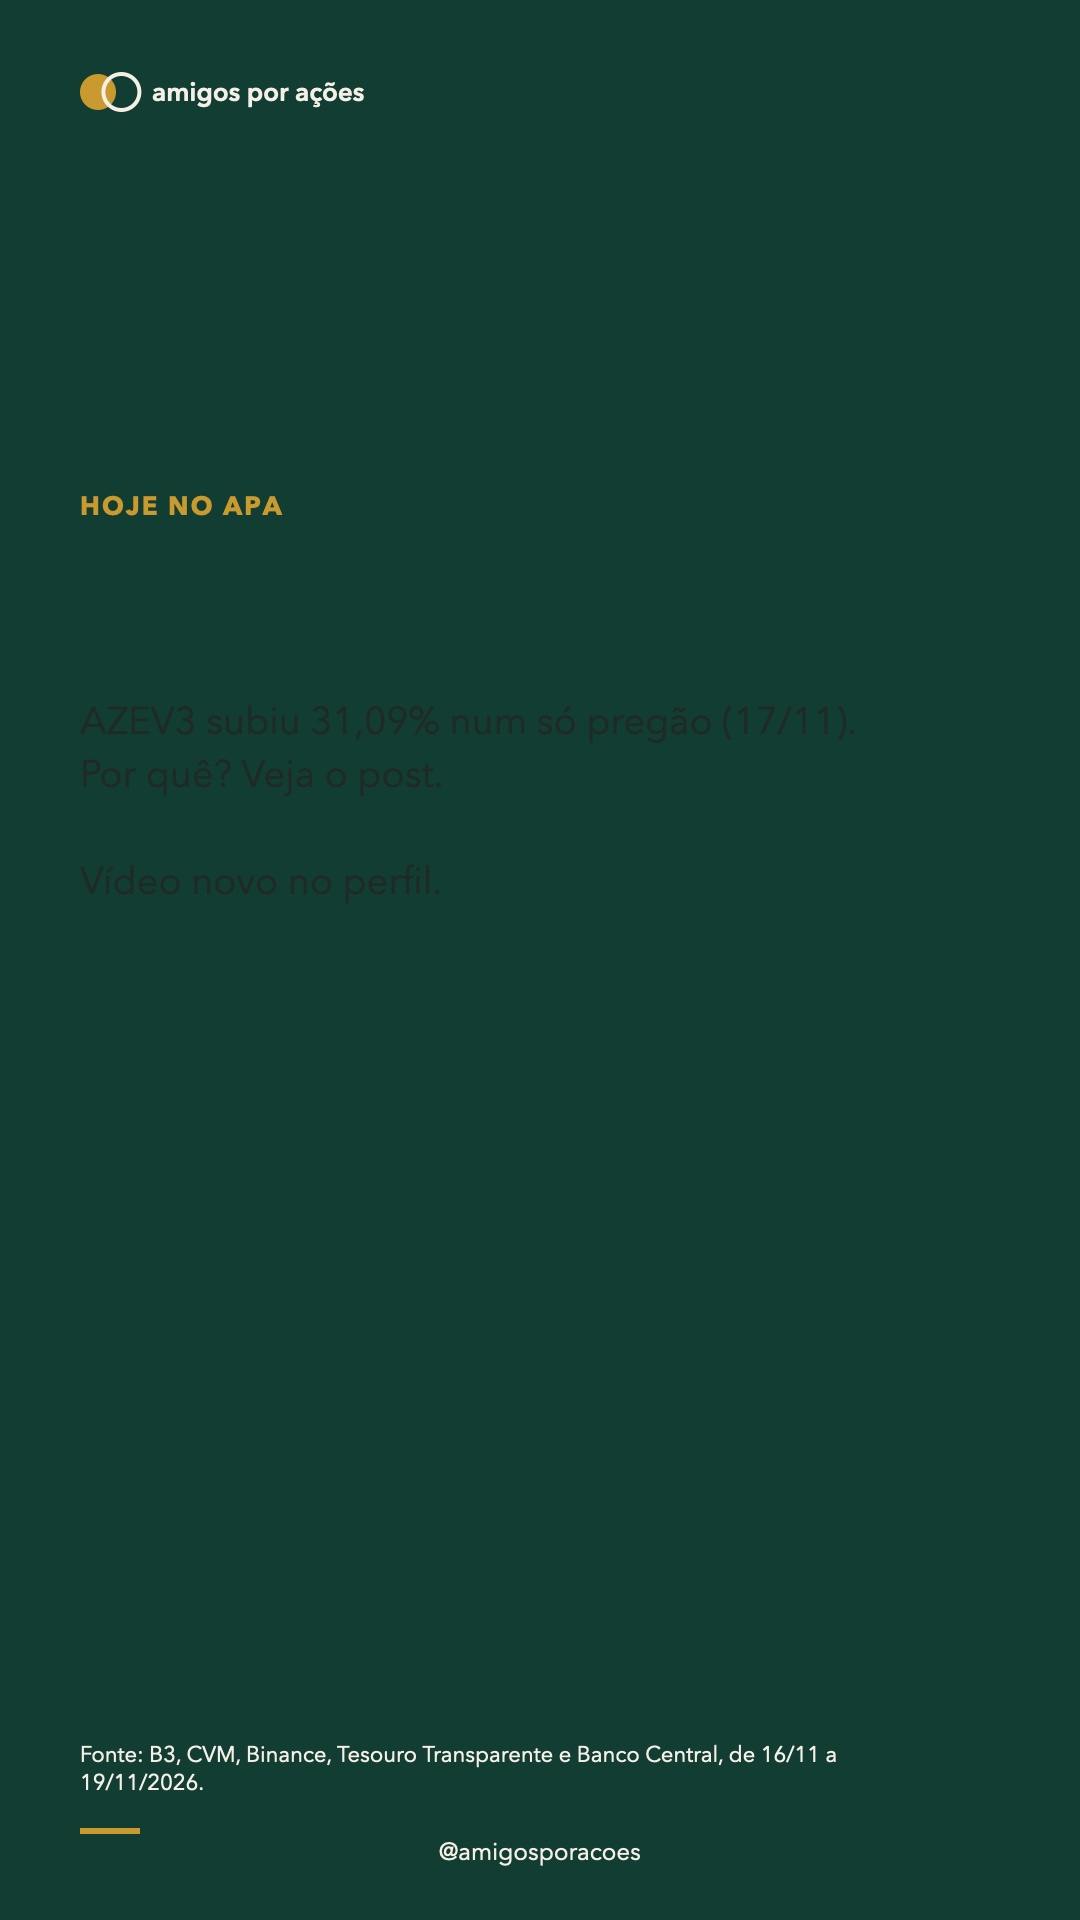 amigos por ações
HOJE NO APA
AZEV3 subiu 31,09% num só pregão (17/11).
Por quê? Veja o post.
Vídeo novo no perfil.
Fonte: B3, CVM, Binance, Tesouro Transparente e Banco Central, de 16/11 a
19/11/2026.
@amigosporacoes